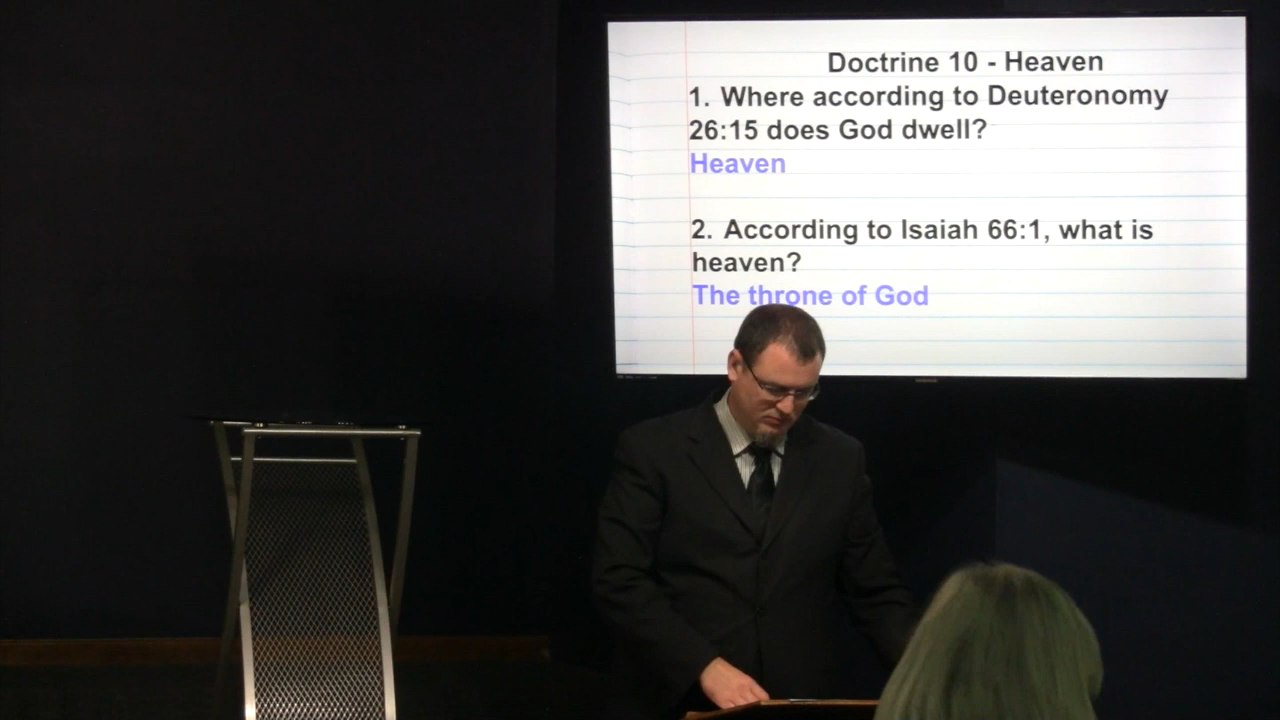 Doctrine 10 - Heaven
1. Where according to Deuteronomy
26:15 does God dwell?
Heaven
2. According to Isaiah 66:1, what is
heaven?
The throne of God